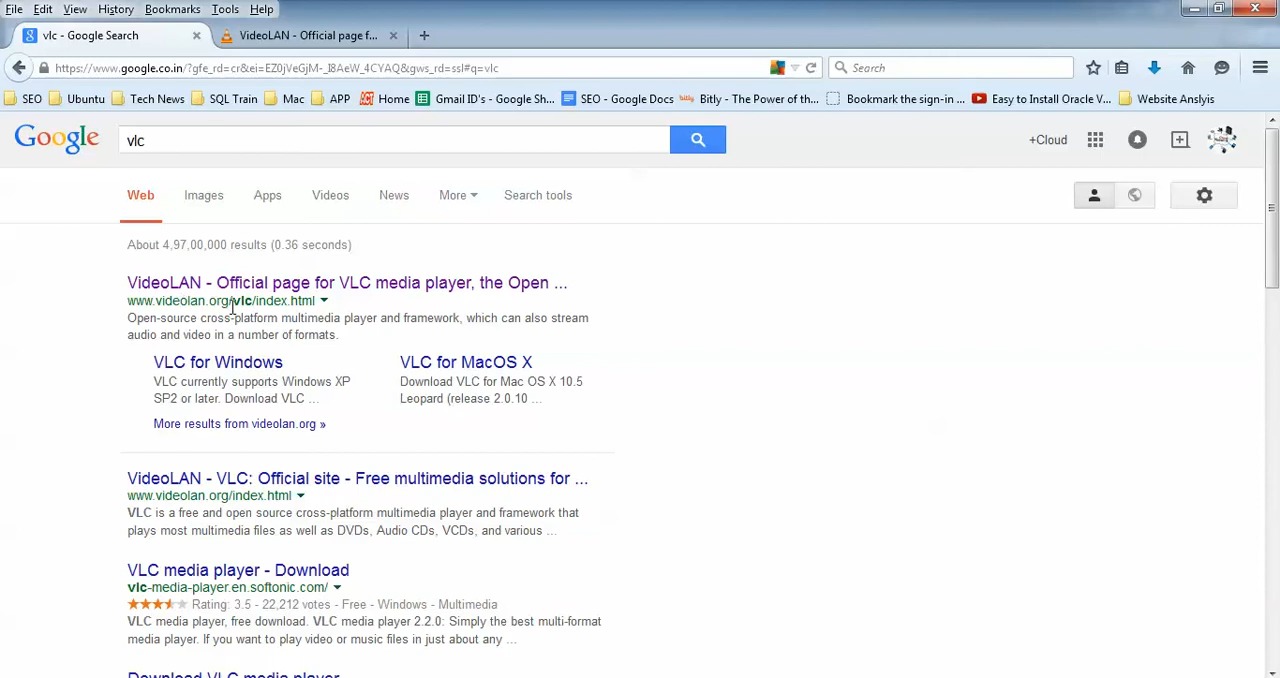 File Edit View History Bookmarks Tools Help
vlc - Google Search
VideoLAN - Official page f...
https://www.google.co.in/?gfe_rd=cr&ei=EZ0jVeGjM-_I8AeW_4CYAQ&gws_rd=ssl#q=vlc
Search
SEO Ubuntu Tech News SQL Train Mac APP Home Gmail ID's - Google Sh... SEO - Google Docs Bitly - The Power of th... Bookmark the sign-in ... Easy to Install Oracle V... Website Anslyis
Google
vlc
+Cloud
Web Images Apps Videos News More Search tools
About 4,97,00,000 results (0.36 seconds)
VideoLAN - Official page for VLC media player, the Open ...
www.videolan.org/vlc/index.html
Open-source cross-platform multimedia player and framework, which can also stream
audio and video in a number of formats.
VLC for Windows
VLC currently supports Windows XP
SP2 or later. Download VLC ...
VLC for MacOS X
Download VLC for Mac OS X 10.5
Leopard (release 2.0.10 ...
More results from videolan.org »
VideoLAN - VLC: Official site - Free multimedia solutions for ...
www.videolan.org/index.html
VLC is a free and open source cross-platform multimedia player and framework that
plays most multimedia files as well as DVDs, Audio CDs, VCDs, and various ...
VLC media player - Download
vlc-media-player.en.softonic.com/
Rating: 3.5 - 22,212 votes - Free - Windows - Multimedia
VLC media player, free download. VLC media player 2.2.0: Simply the best multi-format
media player. If you want to play video or music files in just about any ...
Download VLC media player